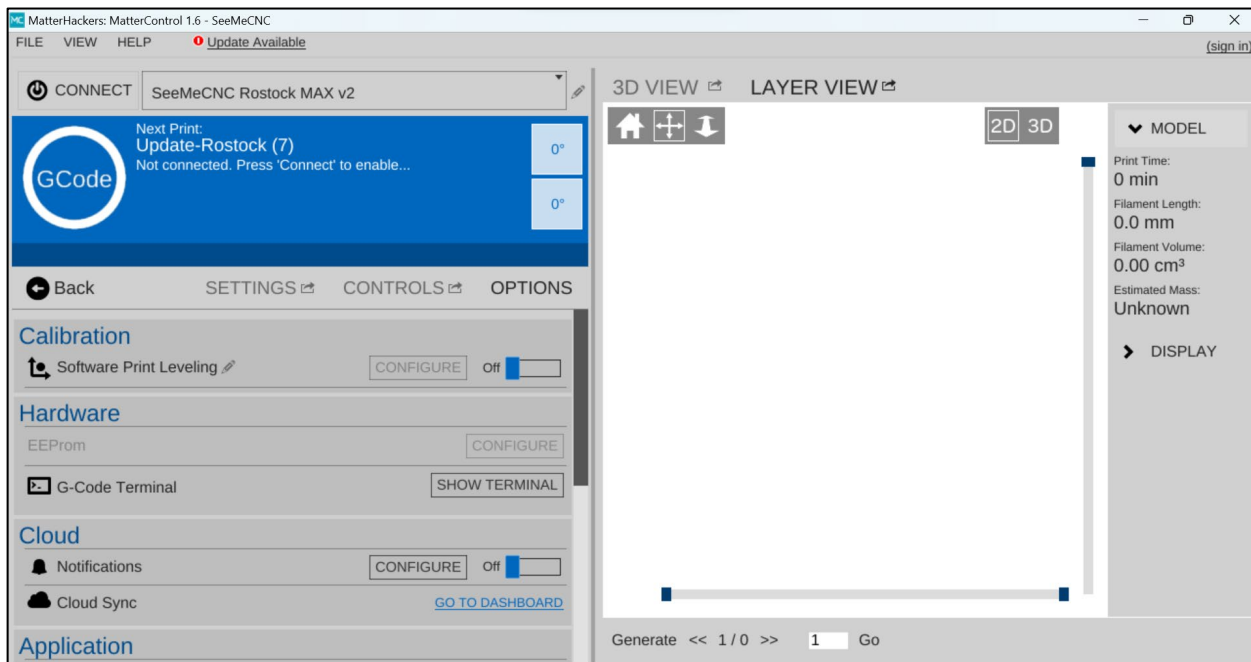 MC MatterHackers: MatterControl 1.6 - SeeMeCNC
FILE VIEW HELP ! Update Available
(sign in)
CONNECT SeeMeCNC Rostock MAX v2
GCode
Next Print:
Update-Rostock (7)
Not connected. Press 'Connect' to enable...
0°
0°
Back SETTINGS CONTROLS OPTIONS
Calibration
Software Print Leveling CONFIGURE Off
Hardware
EEProm CONFIGURE
G-Code Terminal SHOW TERMINAL
Cloud
Notifications CONFIGURE Off
Cloud Sync GO TO DASHBOARD
Application
3D VIEW LAYER VIEW
2D 3D
MODEL
Print Time:
0 min
Filament Length:
0.0 mm
Filament Volume:
0.00 cm³
Estimated Mass:
Unknown
DISPLAY
Generate << 1 / 0 >> 1 Go